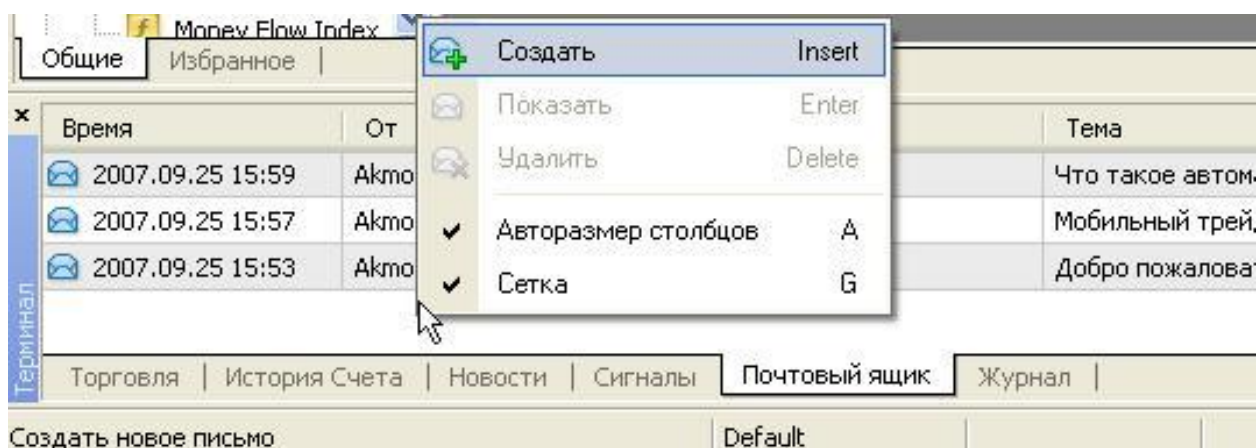 Money Flow Index
Общие Избранное |
Создать Insert
Показать Enter
Удалить Delete
Авторазмер столбцов A
Сетка G
x Время От Тема
2007.09.25 15:59 Akmo Что такое автом
2007.09.25 15:57 Akmo Мобильный трей
2007.09.25 15:53 Akmo Добро пожалова
Терминал
Торговля | История Счета | Новости | Сигналы Почтовый ящик Журнал |
Создать новое письмо Default